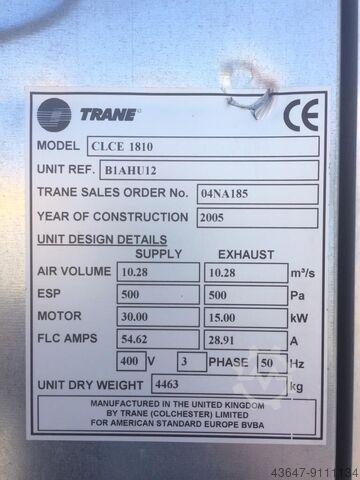 TRANE CE
MODEL CLCE 1810
UNIT REF. B1AHU12
TRANE SALES ORDER No. 04NA185
YEAR OF CONSTRUCTION 2005
UNIT DESIGN DETAILS
SUPPLY EXHAUST
AIR VOLUME 10.28 10.28 m³/s
ESP 500 500 Pa
MOTOR 30.00 15.00 kW
FLC AMPS 54.62 28.91 A
400 V 3 PHASE 50 Hz
UNIT DRY WEIGHT 4463 kg
MANUFACTURED IN THE UNITED KINGDOM
BY TRANE (COLCHESTER) LIMITED
FOR AMERICAN STANDARD EUROPE BVBA
43647-9111134